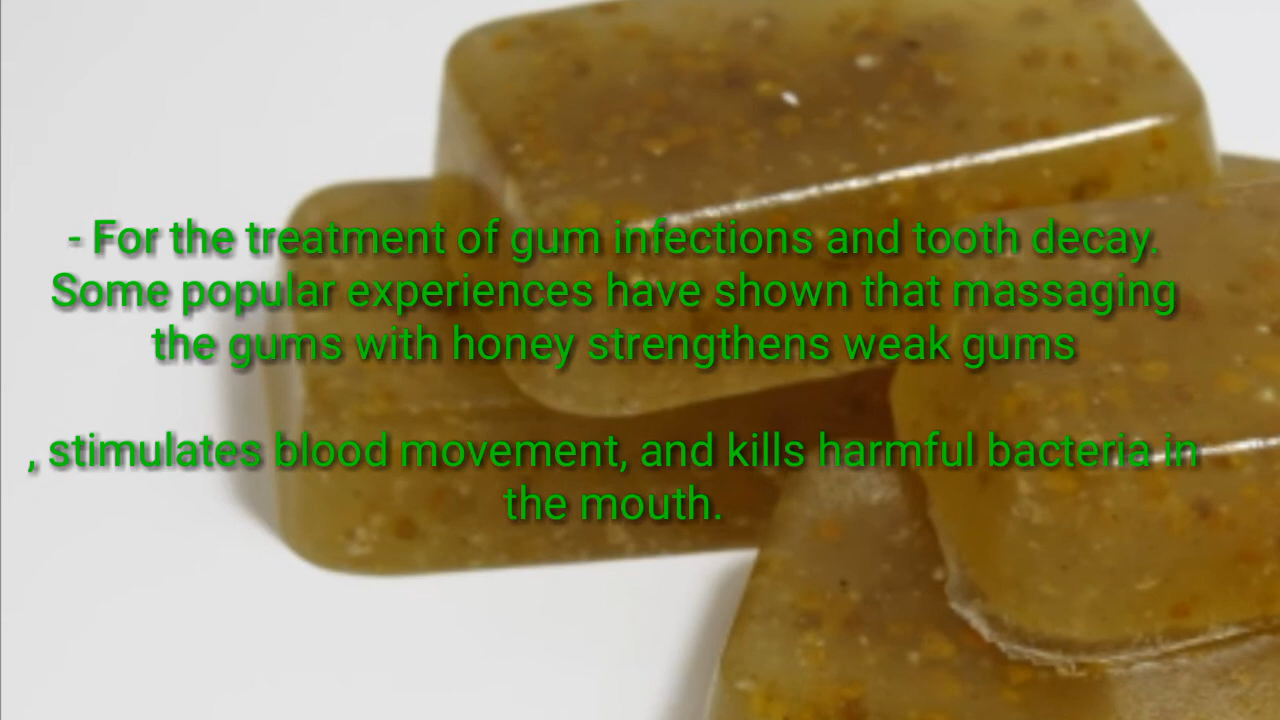 - For the treatment of gum infections and tooth decay.
Some popular experiences have shown that massaging
the gums with honey strengthens weak gums
, stimulates blood movement, and kills harmful bacteria in
the mouth.